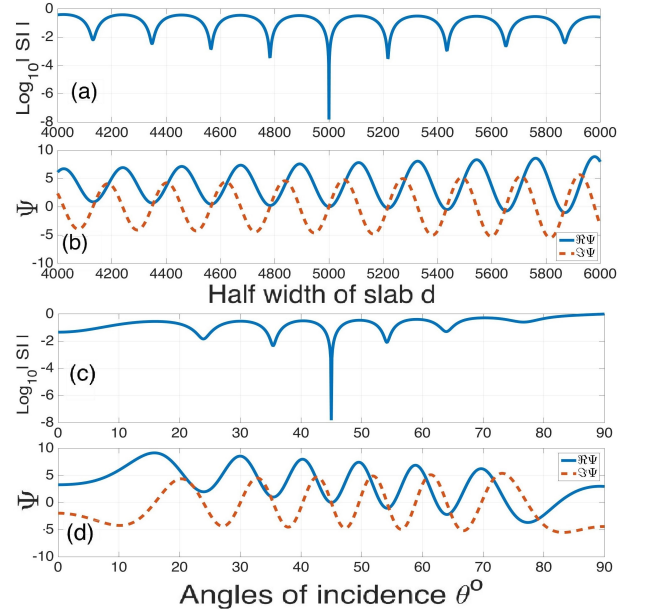 0
-2
-4
-6
-8
Log10| SI |
(a)
4000 4200 4400 4600 4800 5000 5200 5400 5600 5800 6000
10
5
0
-5
-10
Ψ
(b)
ℜΨ
ℑΨ
4000 4200 4400 4600 4800 5000 5200 5400 5600 5800 6000
Half width of slab d
0
-2
-4
-6
-8
Log10| SI |
(c)
0 10 20 30 40 50 60 70 80 90
10
5
0
-5
-10
Ψ
(d)
ℜΨ
ℑΨ
0 10 20 30 40 50 60 70 80 90
Angles of incidence θº